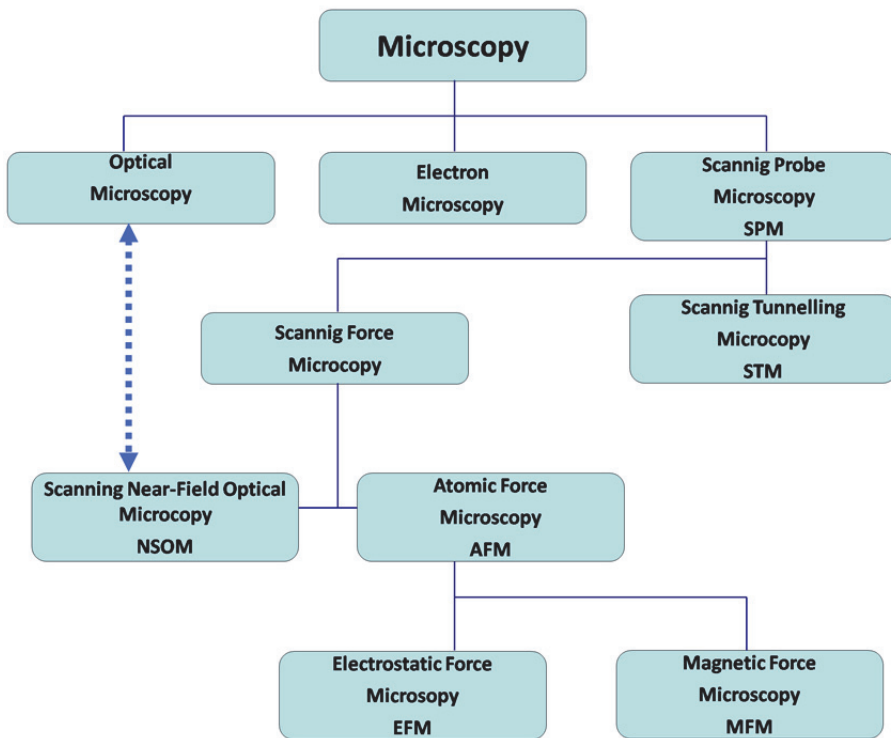 Microscopy
Optical
Microscopy
Electron
Microscopy
Scannig Probe
Microscopy
SPM
Scannig Force
Microcopy
Scannig Tunnelling
Microcopy
STM
Scanning Near-Field Optical
Microcopy
NSOM
Atomic Force
Microscopy
AFM
Electrostatic Force
Microsopy
EFM
Magnetic Force
Microscopy
MFM